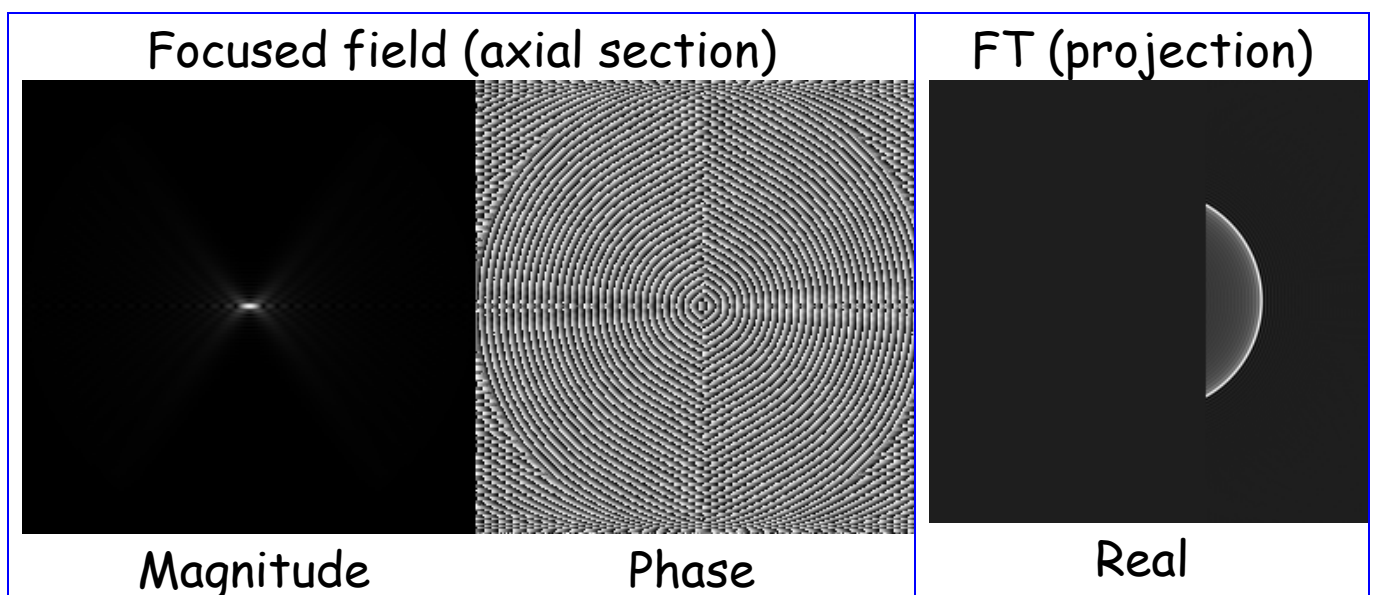 Focused field (axial section)
FT (projection)
Magnitude
Phase
Real